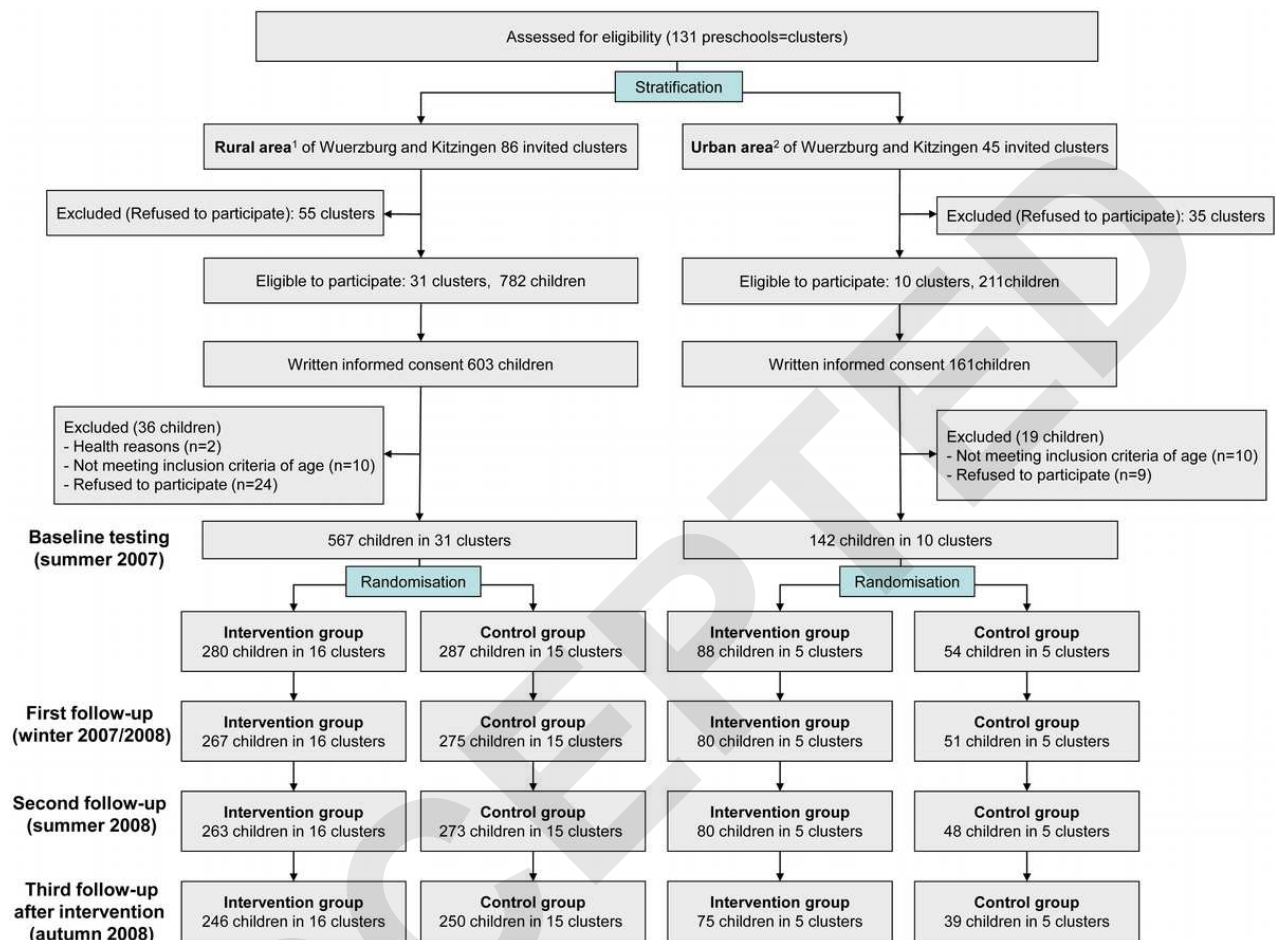 Assessed for eligibility (131 preschools=clusters)
Stratification
Rural area¹ of Wuerzburg and Kitzingen 86 invited clusters
Urban area² of Wuerzburg and Kitzingen 45 invited clusters
Excluded (Refused to participate): 55 clusters
Excluded (Refused to participate): 35 clusters
Eligible to participate: 31 clusters, 782 children
Eligible to participate: 10 clusters, 211children
Written informed consent 603 children
Written informed consent 161children
Excluded (36 children)
- Health reasons (n=2)
- Not meeting inclusion criteria of age (n=10)
- Refused to participate (n=24)
Excluded (19 children)
- Not meeting inclusion criteria of age (n=10)
- Refused to participate (n=9)
Baseline testing
(summer 2007)
567 children in 31 clusters
142 children in 10 clusters
Randomisation
Randomisation
Intervention group
280 children in 16 clusters
Control group
287 children in 15 clusters
Intervention group
88 children in 5 clusters
Control group
54 children in 5 clusters
First follow-up
(winter 2007/2008)
Intervention group
267 children in 16 clusters
Control group
275 children in 15 clusters
Intervention group
80 children in 5 clusters
Control group
51 children in 5 clusters
Second follow-up
(summer 2008)
Intervention group
263 children in 16 clusters
Control group
273 children in 15 clusters
Intervention group
80 children in 5 clusters
Control group
48 children in 5 clusters
Third follow-up
after intervention
(autumn 2008)
Intervention group
246 children in 16 clusters
Control group
250 children in 15 clusters
Intervention group
75 children in 5 clusters
Control group
39 children in 5 clusters
CEPTED